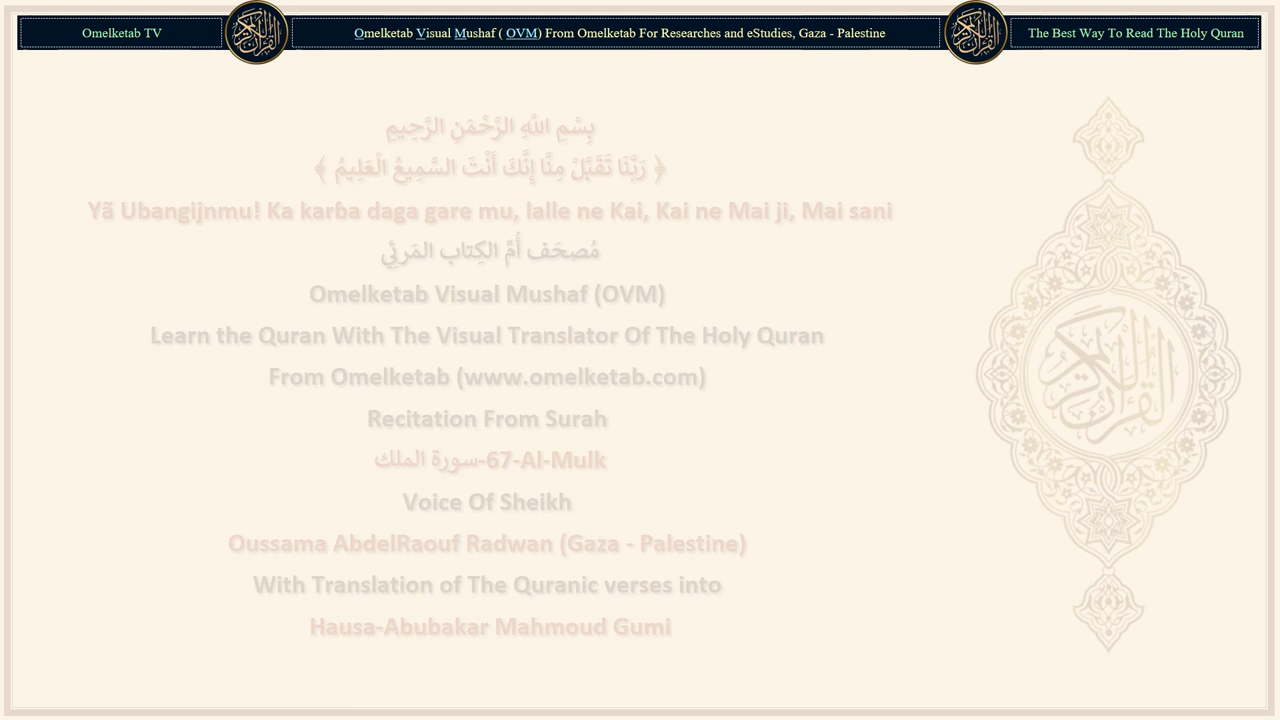 Omelketab TV
Omelketab Visual Mushaf ( OVM) From Omelketab For Researches and eStudies, Gaza - Palestine
The Best Way To Read The Holy Quran
بِسْمِ اللَّهِ الرَّحْمَنِ الرَّحِيمِ
﴿ رَبَّنَا تَقَبَّلْ مِنَّا إِنَّكَ أَنْتَ السَّمِيعُ الْعَلِيمُ ﴾
Yã Ubangijnmu! Ka karɓa daga gare mu, lalle ne Kai, Kai ne Mai ji, Mai sani
مُصحَف أُمِّ الكِتاب المَرئِي
Omelketab Visual Mushaf (OVM)
Learn the Quran With The Visual Translator Of The Holy Quran
From Omelketab (www.omelketab.com)
Recitation From Surah
سورة الملك-67-Al-Mulk
Voice Of Sheikh
Oussama AbdelRaouf Radwan (Gaza - Palestine)
With Translation of The Quranic verses into
Hausa-Abubakar Mahmoud Gumi
القرآن الكريم